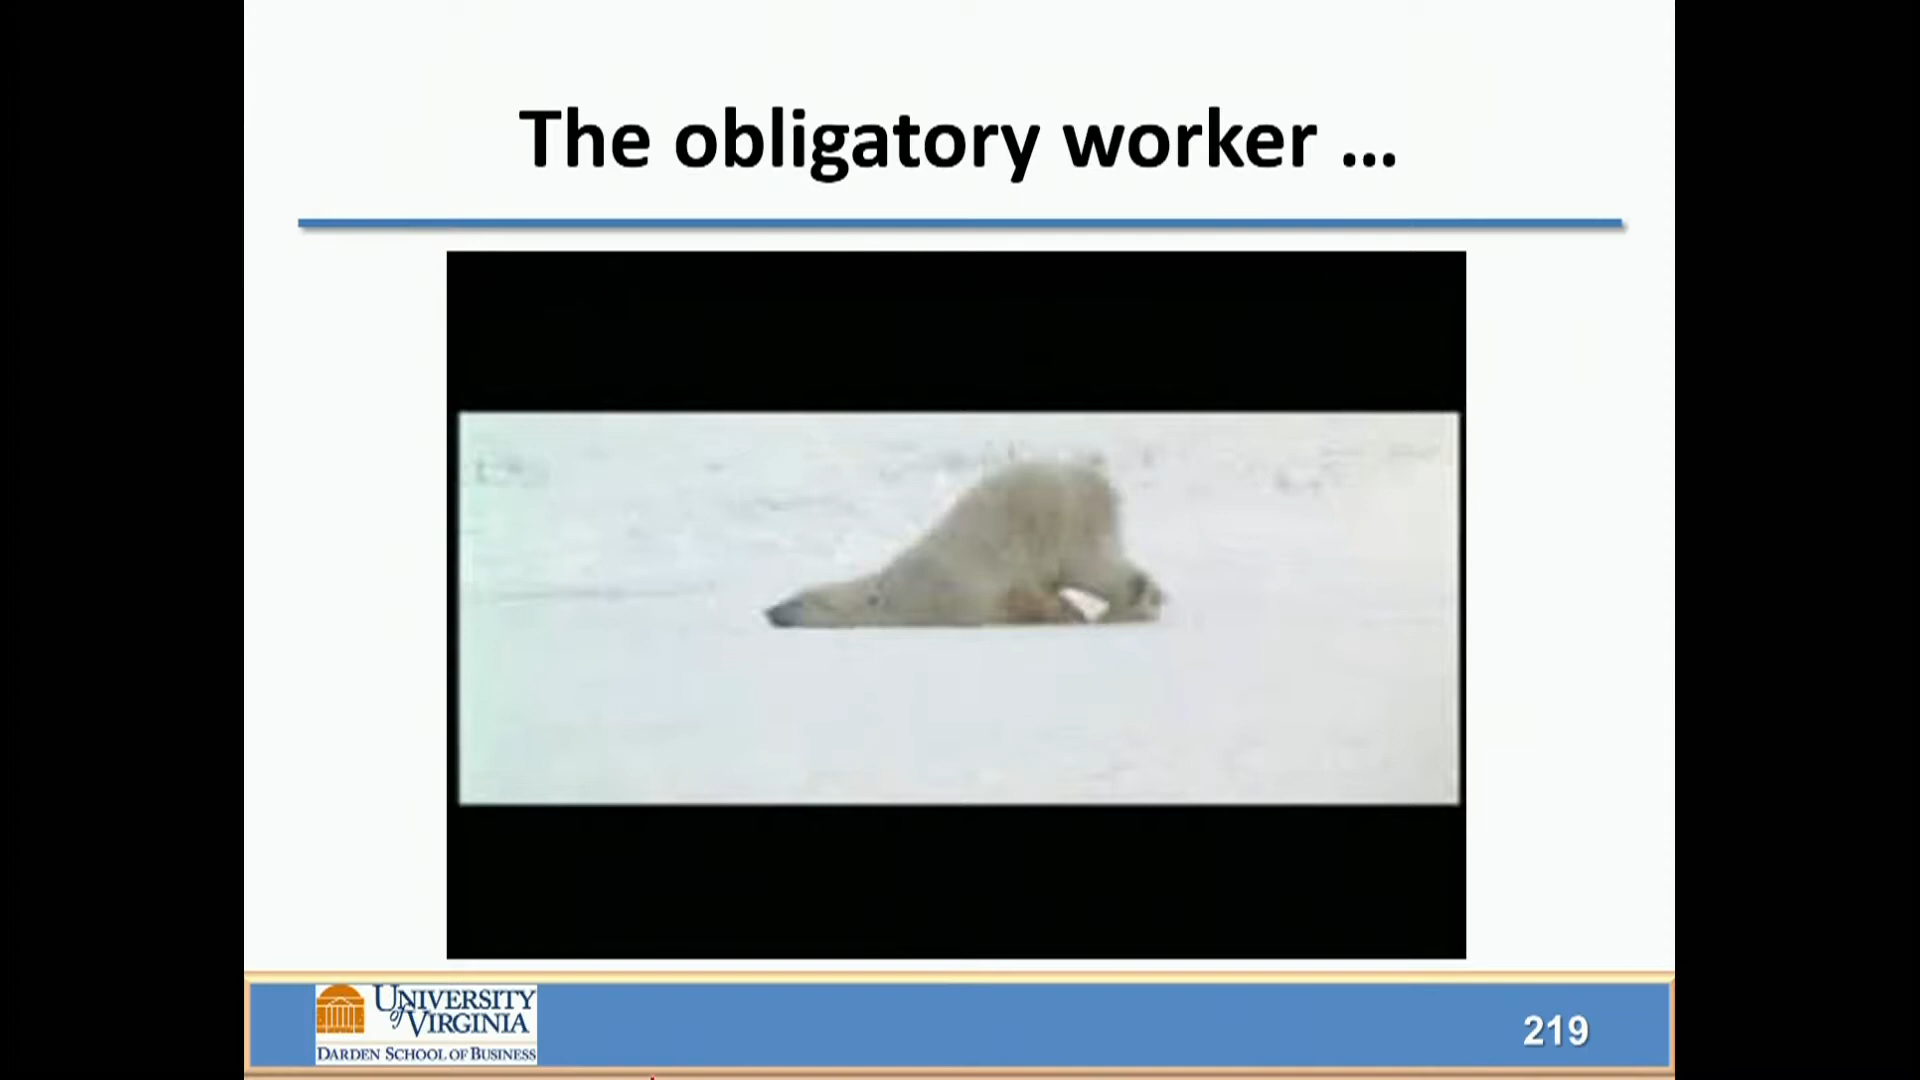 The obligatory worker ...
UNIVERSITY
of VIRGINIA
DARDEN SCHOOL OF BUSINESS
219